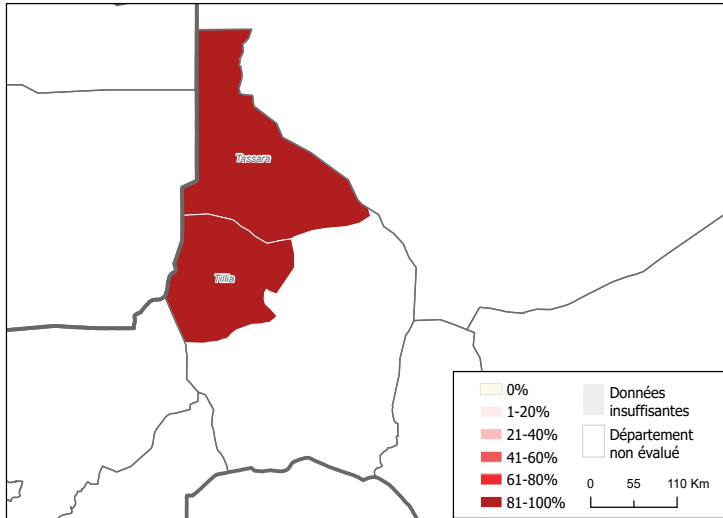 Tassara
Tillia
0%
1-20%
21-40%
41-60%
61-80%
81-100%
Données
insuffisantes
Département
non évalué
0 55 110 Km